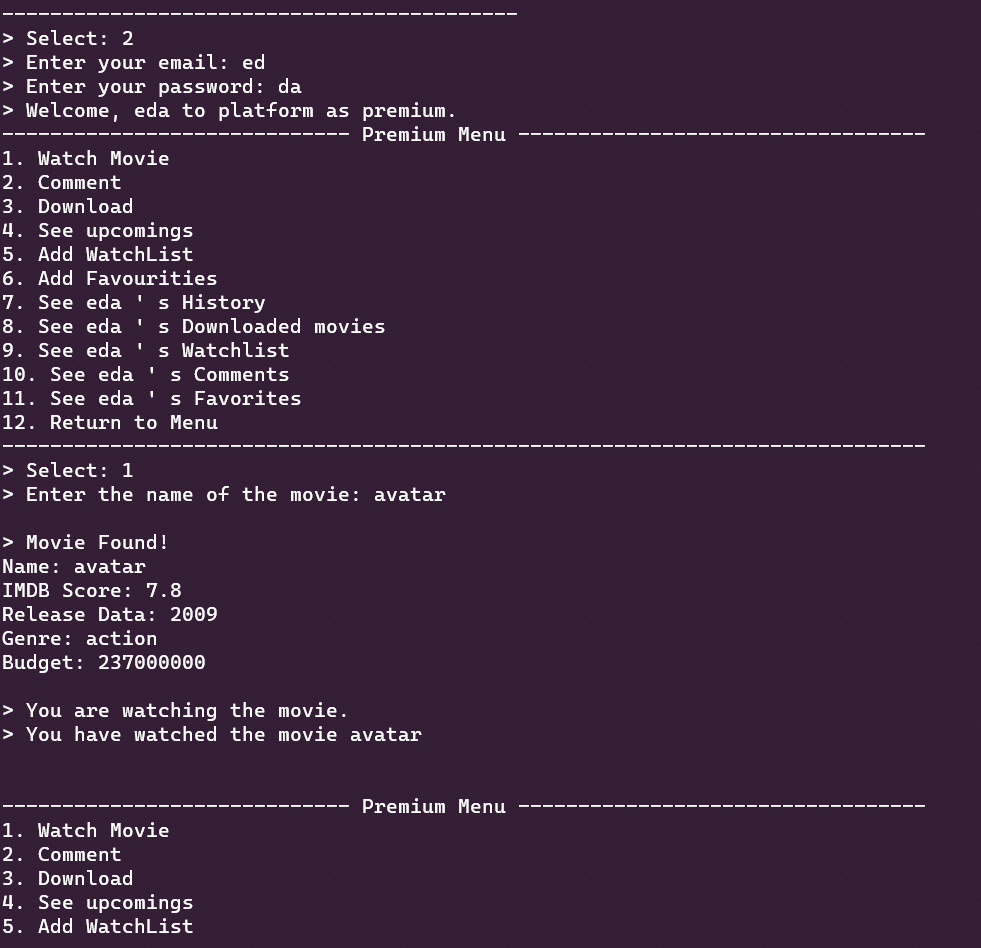 -------------------------------------------
> Select: 2
> Enter your email: ed
> Enter your password: da
> Welcome, eda to platform as premium.
----------------------------- Premium Menu ----------------------------------
1. Watch Movie
2. Comment
3. Download
4. See upcomings
5. Add WatchList
6. Add Favourities
7. See eda ' s History
8. See eda ' s Downloaded movies
9. See eda ' s Watchlist
10. See eda ' s Comments
11. See eda ' s Favorites
12. Return to Menu
-----------------------------------------------------------------------------
> Select: 1
> Enter the name of the movie: avatar
> Movie Found!
Name: avatar
IMDB Score: 7.8
Release Data: 2009
Genre: action
Budget: 237000000
> You are watching the movie.
> You have watched the movie avatar
----------------------------- Premium Menu ----------------------------------
1. Watch Movie
2. Comment
3. Download
4. See upcomings
5. Add WatchList